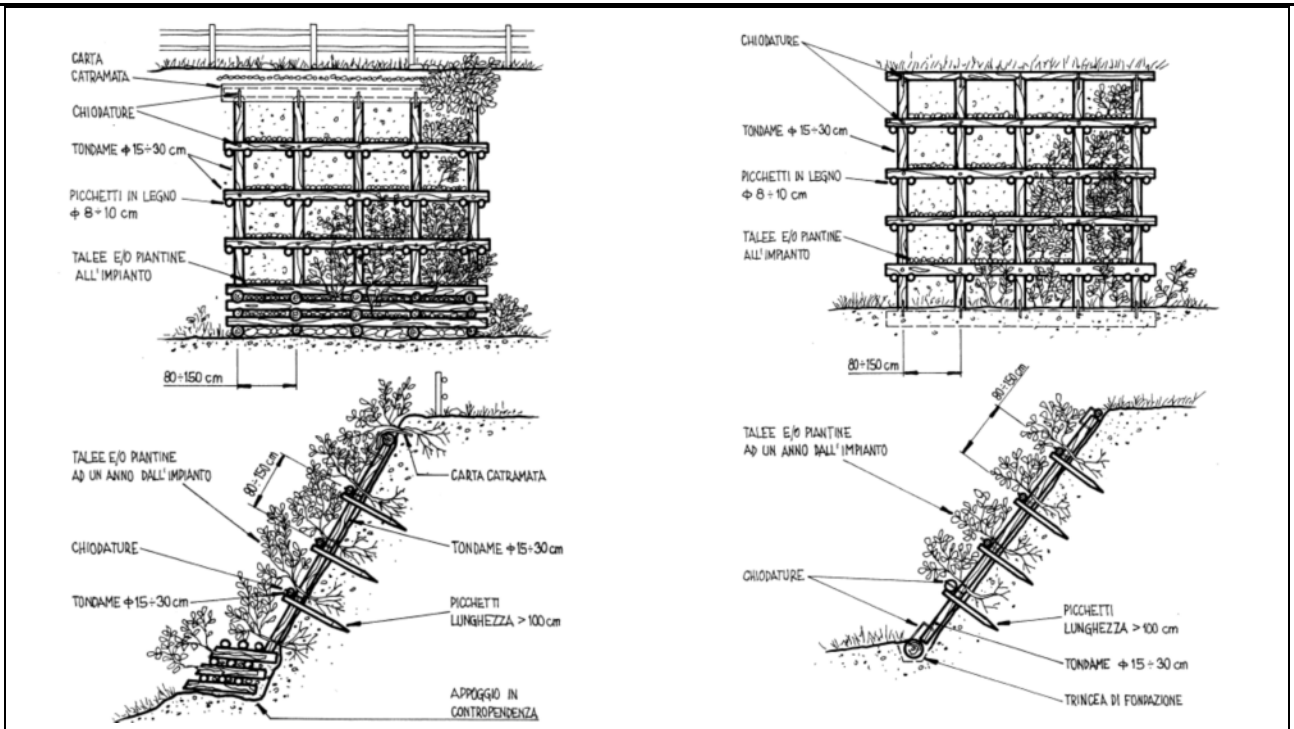 CARTA
CATRAMATA
CHIODATURE
TONDAME ϕ 15÷30 cm
PICCHETTI IN LEGNO
ϕ 8÷10 cm
TALEE E/O PIANTINE
ALL'IMPIANTO
80÷150 cm
CHIODATURE
TONDAME ϕ 15÷30 cm
PICCHETTI IN LEGNO
ϕ 8÷10 cm
TALEE E/O PIANTINE
ALL'IMPIANTO
80÷150 cm
TALEE E/O PIANTINE
AD UN ANNO DALL'IMPIANTO
80÷150 cm
CHIODATURE
TONDAME ϕ 15÷30 cm
CARTA CATRAMATA
TONDAME ϕ 15÷30 cm
PICCHETTI
LUNGHEZZA > 100 cm
APPOGGIO IN
CONTROPENDENZA
80÷150 cm
TALEE E/O PIANTINE
AD UN ANNO DALL'IMPIANTO
CHIODATURE
PICCHETTI
LUNGHEZZA > 100 cm
TONDAME ϕ 15÷30 cm
TRINCEA DI FONDAZIONE